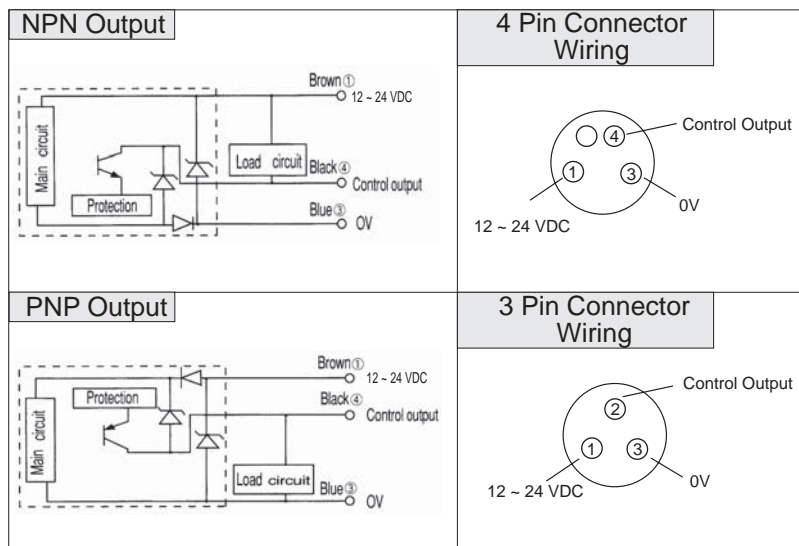 NPN Output
Brown①
12 ~ 24 VDC
Main circuit
Load circuit
Black④
Control output
Protection
Blue③
OV
4 Pin Connector
Wiring
4
Control Output
1
3
0V
12 ~ 24 VDC
PNP Output
Brown①
12 ~ 24 VDC
Protection
Black④
Control output
Main circuit
Load circuit
Blue③
OV
3 Pin Connector
Wiring
Control Output
2
1
3
0V
12 ~ 24 VDC